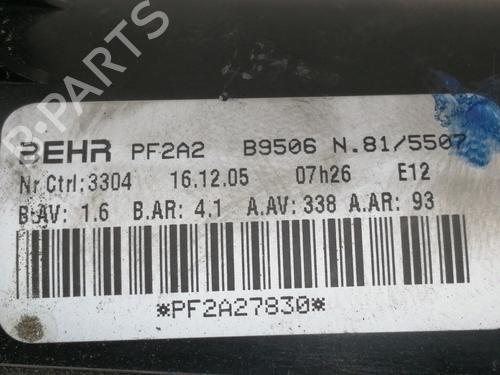 BEHR PF2A2 B9506 N.81/5507
Nr Ctrl:3304 16.12.05 07h26 E12
B.AV: 1.6 B.AR: 4.1 A.AV: 338 A.AR: 93
*PF2A27830*
B-PARTS